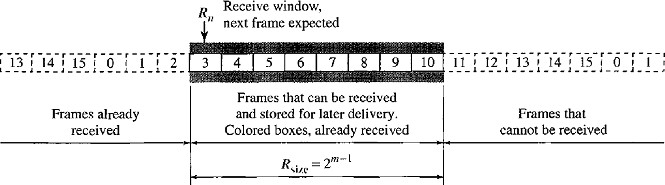 Rn Receive window,
next frame expected
13 14 15 0 1 2 3 4 5 6 7 8 9 10 11 12 13 14 15 0 1
Frames already
received
Frames that can be received
and stored for later delivery.
Colored boxes, already received
Frames that
cannot be received
Rsize = 2^m−1